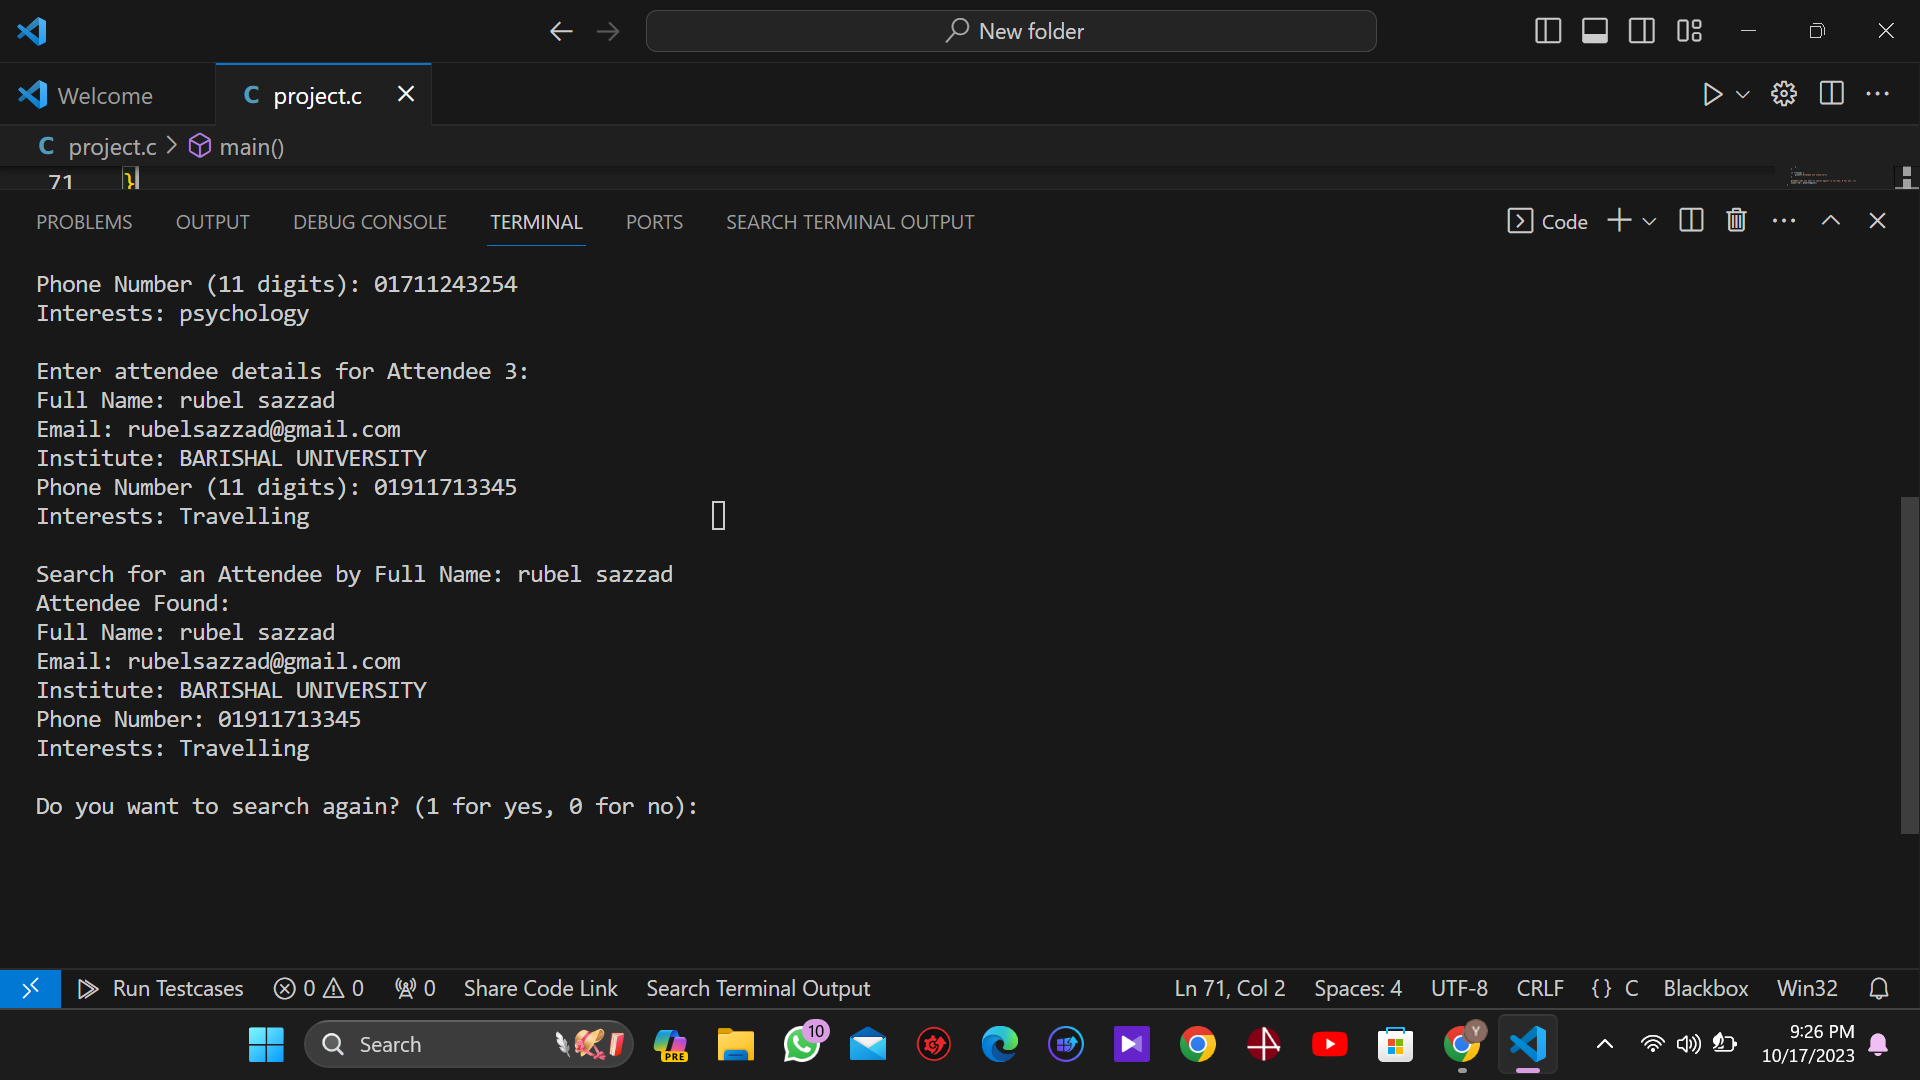 New folder
Welcome
C project.c
C project.c > main()
71 }
PROBLEMS OUTPUT DEBUG CONSOLE TERMINAL PORTS SEARCH TERMINAL OUTPUT
Code
Phone Number (11 digits): 01711243254
Interests: psychology
Enter attendee details for Attendee 3:
Full Name: rubel sazzad
Email: rubelsazzad@gmail.com
Institute: BARISHAL UNIVERSITY
Phone Number (11 digits): 01911713345
Interests: Travelling
Search for an Attendee by Full Name: rubel sazzad
Attendee Found:
Full Name: rubel sazzad
Email: rubelsazzad@gmail.com
Institute: BARISHAL UNIVERSITY
Phone Number: 01911713345
Interests: Travelling
Do you want to search again? (1 for yes, 0 for no):
Run Testcases 0 0 0 Share Code Link Search Terminal Output Ln 71, Col 2 Spaces: 4 UTF-8 CRLF {} C Blackbox Win32
Search
PRE
10
Y
9:26 PM
10/17/2023